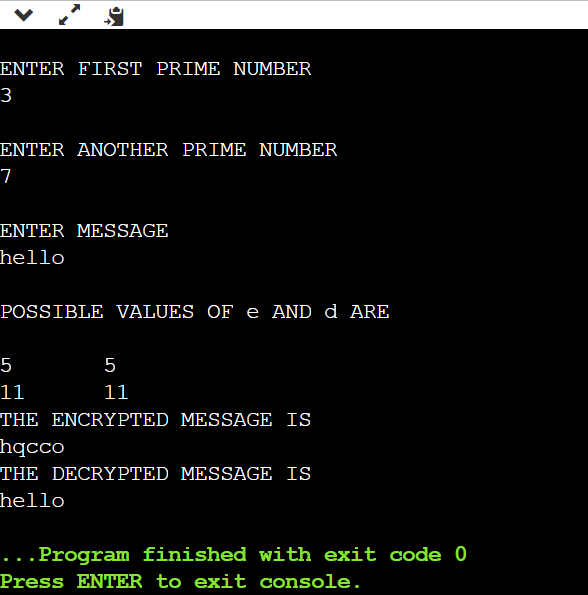 ENTER FIRST PRIME NUMBER
3
ENTER ANOTHER PRIME NUMBER
7
ENTER MESSAGE
hello
POSSIBLE VALUES OF e AND d ARE
5 5
11 11
THE ENCRYPTED MESSAGE IS
hqcco
THE DECRYPTED MESSAGE IS
hello
...Program finished with exit code 0
Press ENTER to exit console.